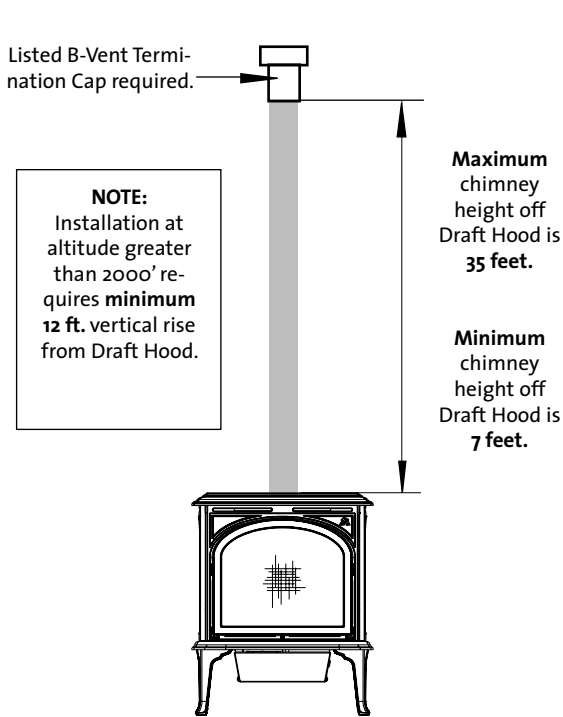 Listed B-Vent Termi-
nation Cap required.
NOTE:
Installation at
altitude greater
than 2000’ re-
quires minimum
12 ft. vertical rise
from Draft Hood.
Maximum
chimney
height off
Draft Hood is
35 feet.
Minimum
chimney
height off
Draft Hood is
7 feet.